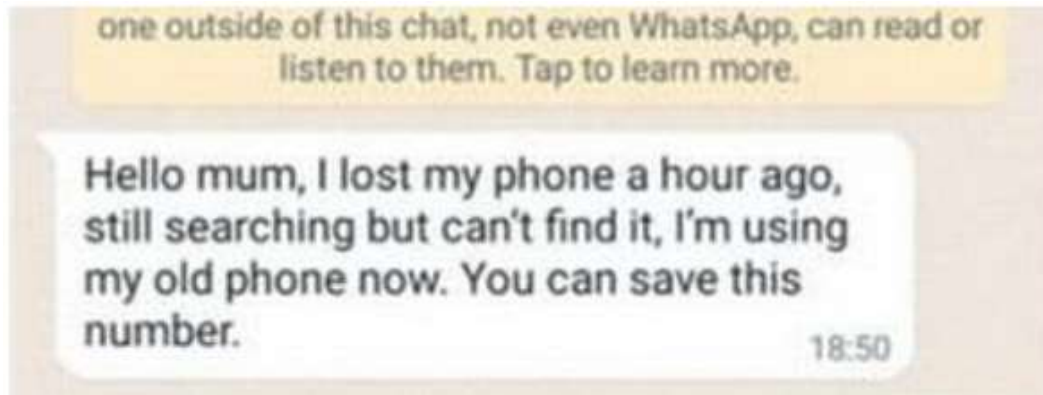 one outside of this chat, not even WhatsApp, can read or
listen to them. Tap to learn more.
Hello mum, I lost my phone a hour ago,
still searching but can't find it, I'm using
my old phone now. You can save this
number.
18:50